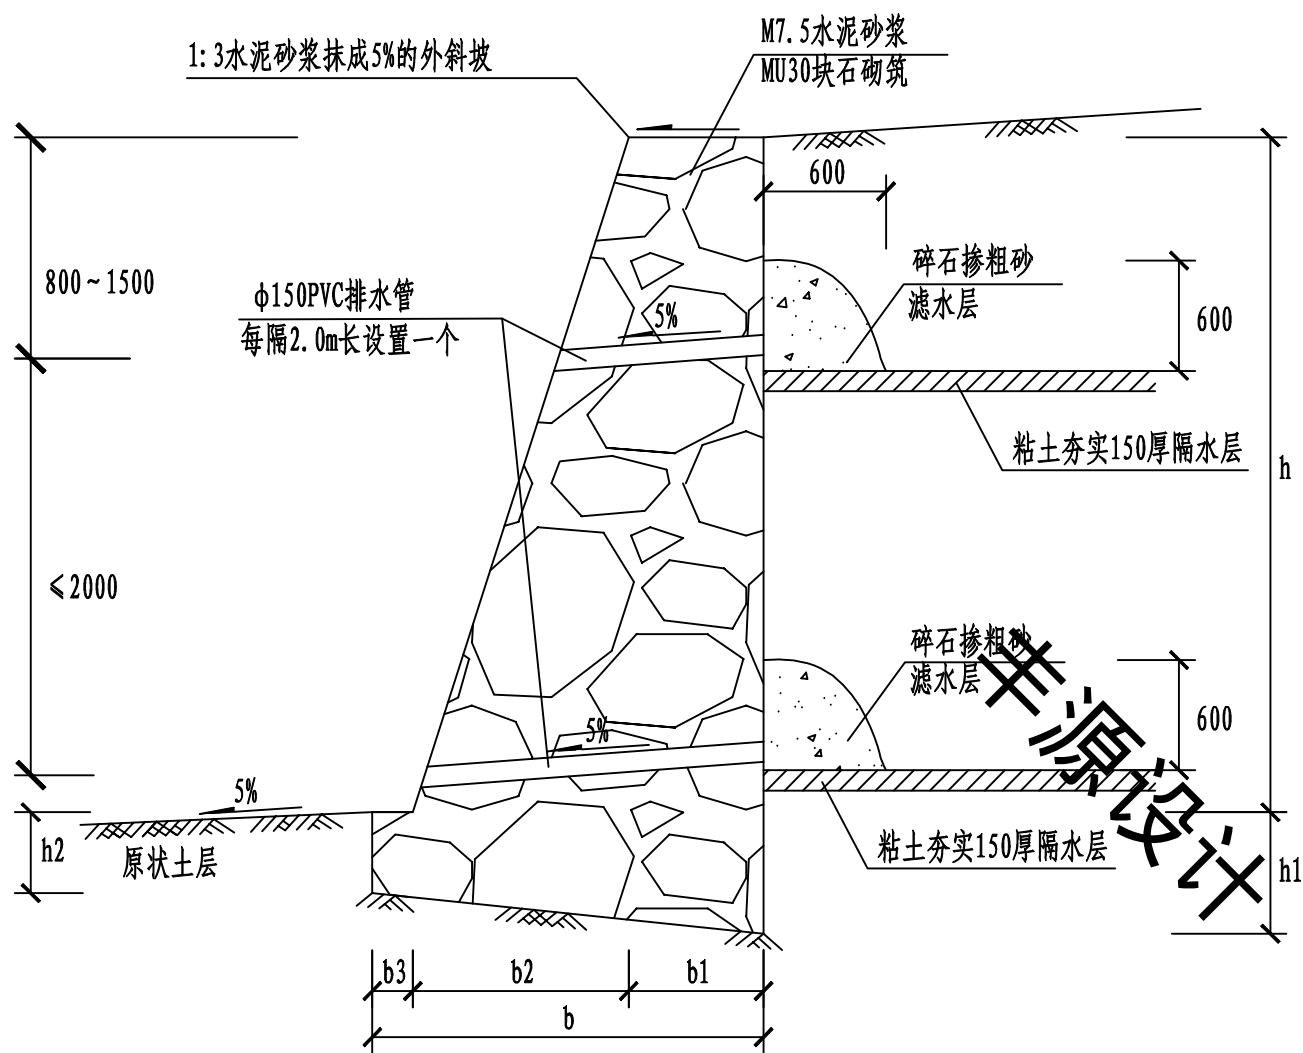 M7.5水泥砂浆
MU30块石砌筑
1:3水泥砂浆抹成5%的外斜坡
600
碎石掺粗砂
滤水层
600
800~1500
ф150PVC排水管
每隔2.0m长设置一个
5%
粘土夯实150厚隔水层
h
≤2000
碎石掺粗砂
滤水层
600
5%
5%
粘土夯实150厚隔水层
h2
原状土层
h1
b3
b2
b1
b
丰源设计